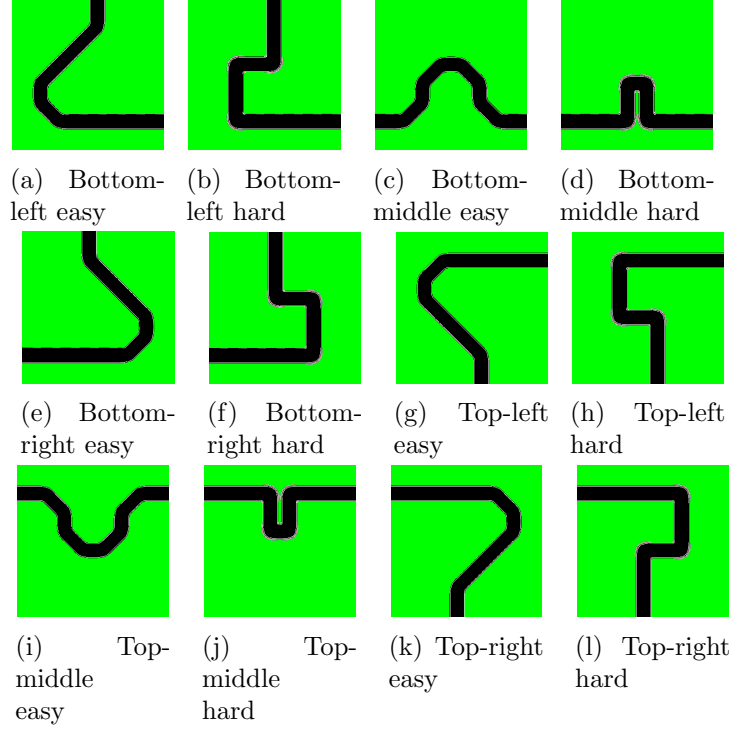 (a) Bottom-
left easy
(b) Bottom-
left hard
(c) Bottom-
middle easy
(d) Bottom-
middle hard
(e) Bottom-
right easy
(f) Bottom-
right hard
(g) Top-left
easy
(h) Top-left
hard
(i) Top-
middle
easy
(j) Top-
middle
hard
(k) Top-right
easy
(l) Top-right
hard